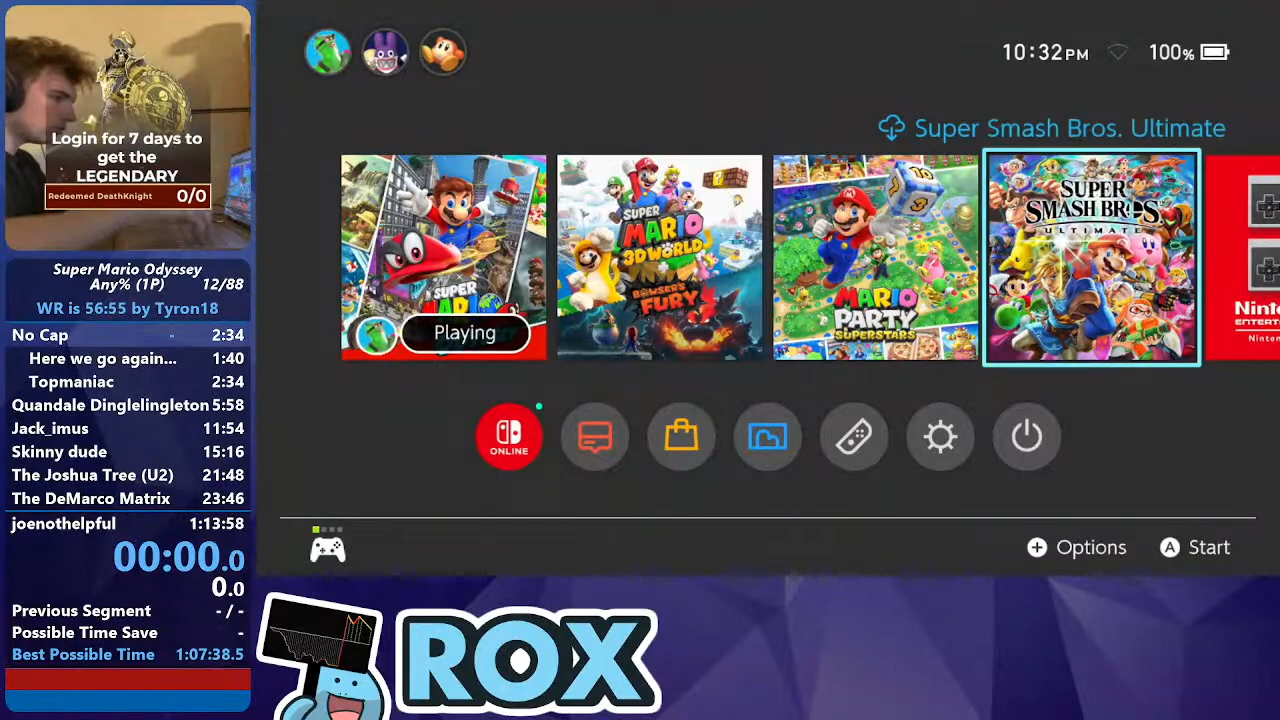 Login for 7 days to
get the
LEGENDARY
Redeemed DeathKnight 0/0
Super Mario Odyssey
Any% (1P) 12/88
WR is 56:55 by Tyron18
No Cap - 2:34
Here we go again... 1:40
Topmaniac 2:34
Quandale Dinglelingleton 5:58
Jack_imus 11:54
Skinny dude 15:16
The Joshua Tree (U2) 21:48
The DeMarco Matrix 23:46
joenothelpful 1:13:58
00:00.0
0.0
Previous Segment - / -
Possible Time Save -
Best Possible Time 1:07:38.5
10:32 PM 100%
Super Smash Bros. Ultimate
SUPER
Playing
SUPER
MARIO
3D WORLD
BOWSER'S
FURY
MARIO
PARTY
SUPERSTARS
SUPER
SMASH BROS.
ULTIMATE
ONLINE
+ Options A Start
ROX